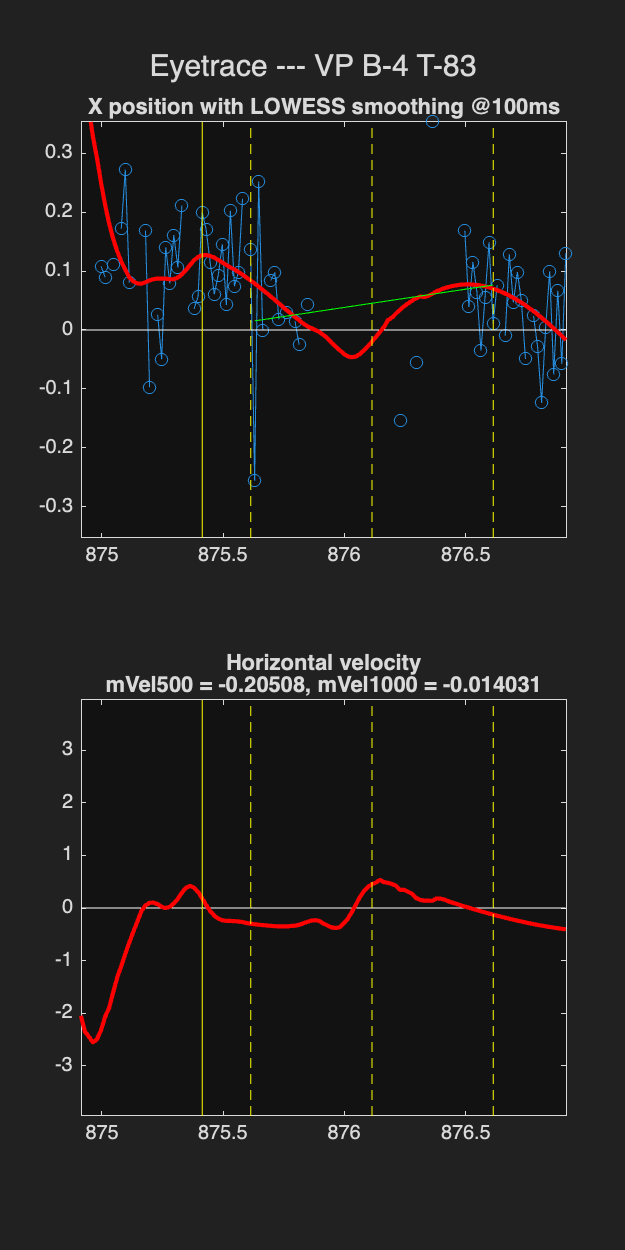 Eyetrace --- VP B-4 T-83
X position with LOWESS smoothing @100ms
0.3
0.2
0.1
0
-0.1
-0.2
-0.3
875 875.5 876 876.5
Horizontal velocity
mVel500 = -0.20508, mVel1000 = -0.014031
3
2
1
0
-1
-2
-3
875 875.5 876 876.5